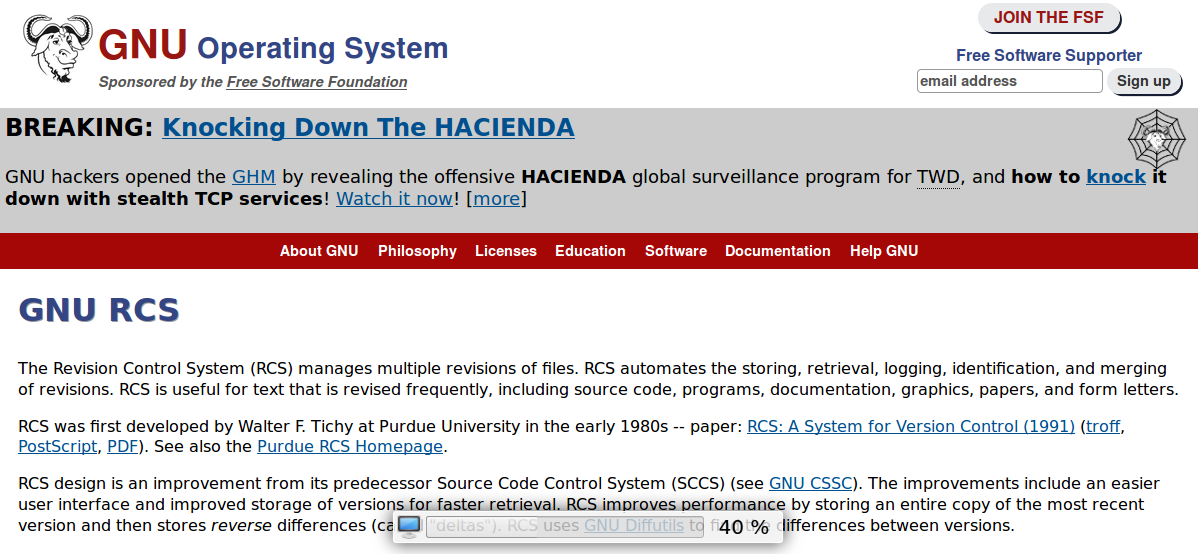 JOIN THE FSF
GNU Operating System
Free Software Supporter
Sponsored by the Free Software Foundation
email address Sign up
BREAKING: Knocking Down The HACIENDA
GNU hackers opened the GHM by revealing the offensive HACIENDA global surveillance program for TWD, and how to knock it
down with stealth TCP services! Watch it now! [more]
About GNU Philosophy Licenses Education Software Documentation Help GNU
GNU RCS
The Revision Control System (RCS) manages multiple revisions of files. RCS automates the storing, retrieval, logging, identification, and merging
of revisions. RCS is useful for text that is revised frequently, including source code, programs, documentation, graphics, papers, and form letters.
RCS was first developed by Walter F. Tichy at Purdue University in the early 1980s -- paper: RCS: A System for Version Control (1991) (troff,
PostScript, PDF). See also the Purdue RCS Homepage.
RCS design is an improvement from its predecessor Source Code Control System (SCCS) (see GNU CSSC). The improvements include an easier
user interface and improved storage of versions for faster retrieval. RCS improves performance by storing an entire copy of the most recent
version and then stores reverse differences (ca "deltas"). RCS uses GNU Diffutils to differences between versions.
40 %